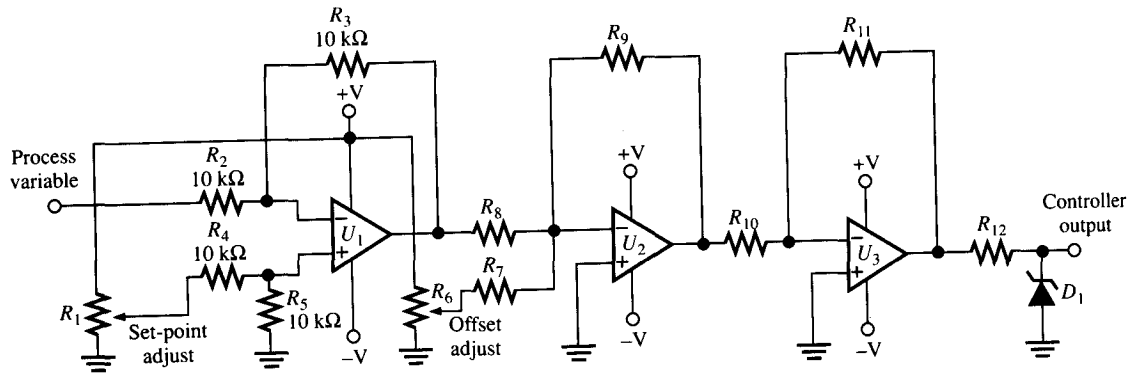 R3
10 kΩ
+V
Process
variable
R2
10 kΩ
R4
10 kΩ
−
+
U1
R5
10 kΩ
−V
R1
Set-point
adjust
R6
Offset
adjust
R8
R7
R9
+V
−
+
U2
−V
R10
R11
+V
−
+
U3
−V
R12
Controller
output
D1